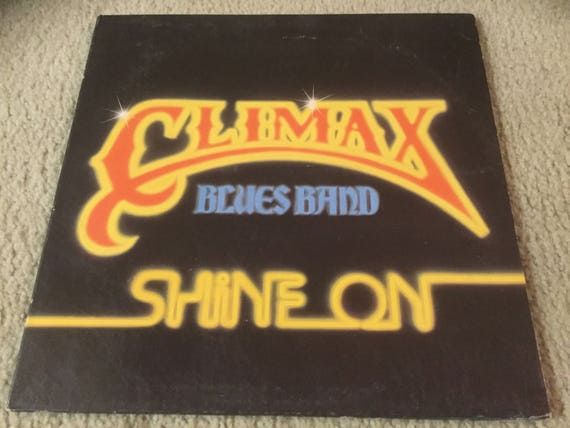 CLIMAX
BLUES BAND
SHiNE ON